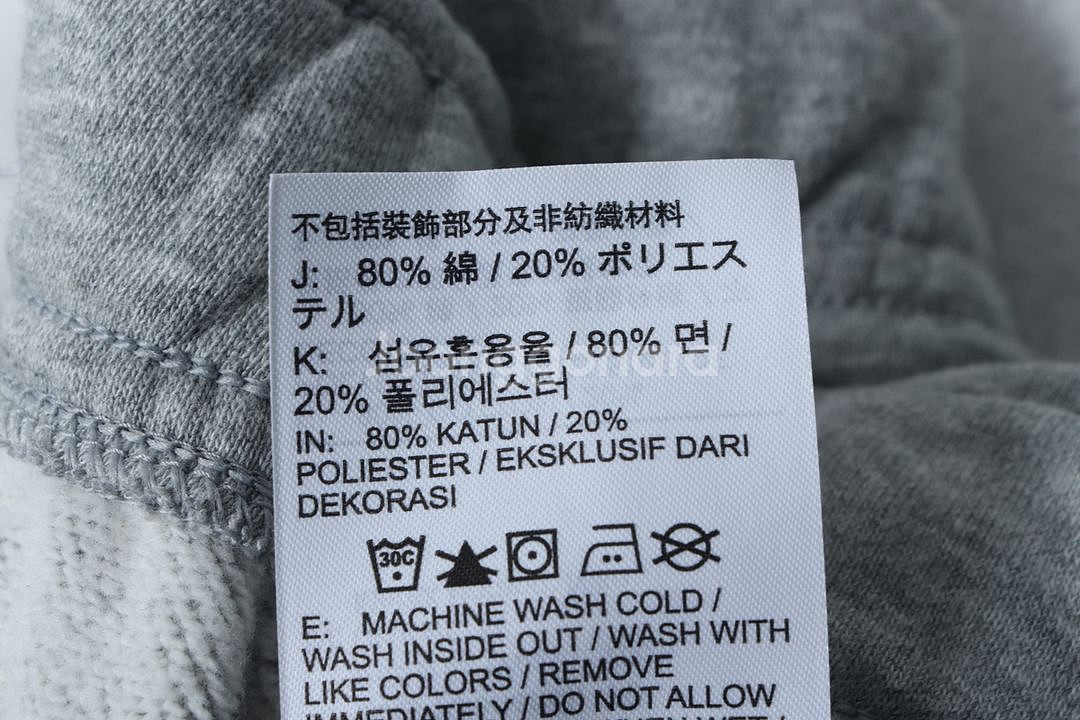 不包括裝飾部分及非紡織材料
J: 80% 綿 / 20% ポリエス
テル
K: 섬유혼용율 / 80% 면 /
20% 폴리에스터
IN: 80% KATUN / 20%
POLIESTER / EKSKLUSIF DARI
DEKORASI
30C
E: MACHINE WASH COLD /
WASH INSIDE OUT / WASH WITH
LIKE COLORS / REMOVE
IMMEDIATELY / DO NOT ALLOW
WET /